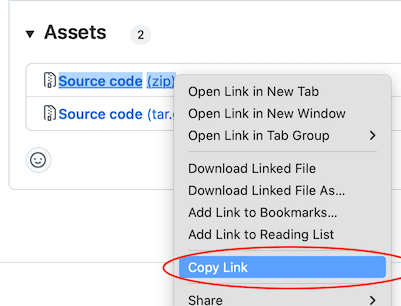 Assets 2
Source code (zip)
Source code (tar.
Open Link in New Tab
Open Link in New Window
Open Link in Tab Group
Download Linked File
Download Linked File As...
Add Link to Bookmarks...
Add Link to Reading List
Copy Link
Share